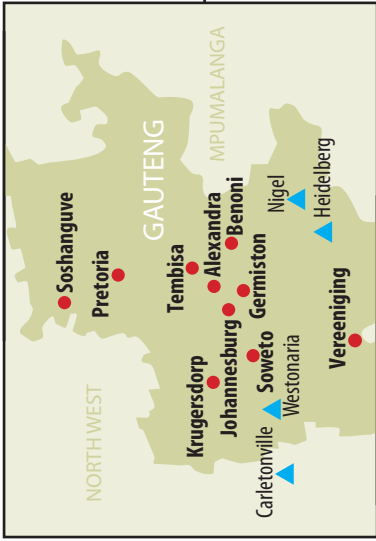 Soshanguve
Pretoria
NORTH WEST
GAUTENG
MPUMALANGA
Tembisa
Krugersdorp
Alexandra
Johannesburg
Benoni
Germiston
Soweto
Carletonville
Westonaria
Nigel
Heidelberg
Vereeniging